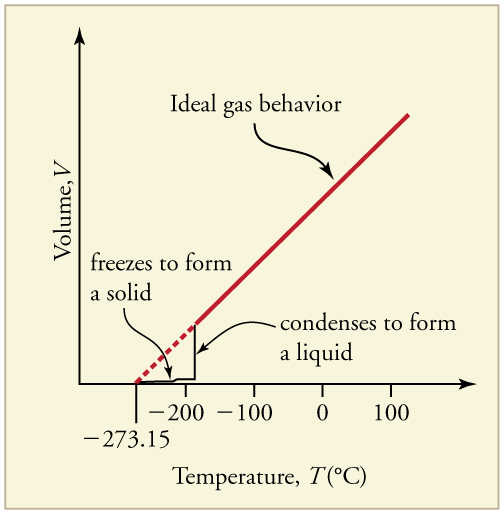 Ideal gas behavior
Volume, V
freezes to form
a solid
condenses to form
a liquid
−200 −100 0 100
−273.15
Temperature, T(°C)